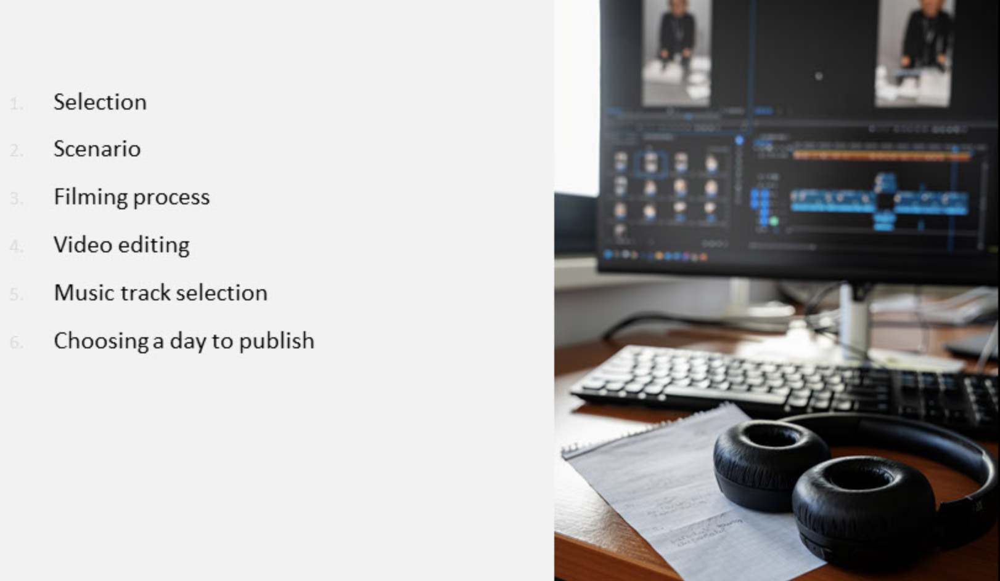 1. Selection
2. Scenario
3. Filming process
4. Video editing
5. Music track selection
6. Choosing a day to publish